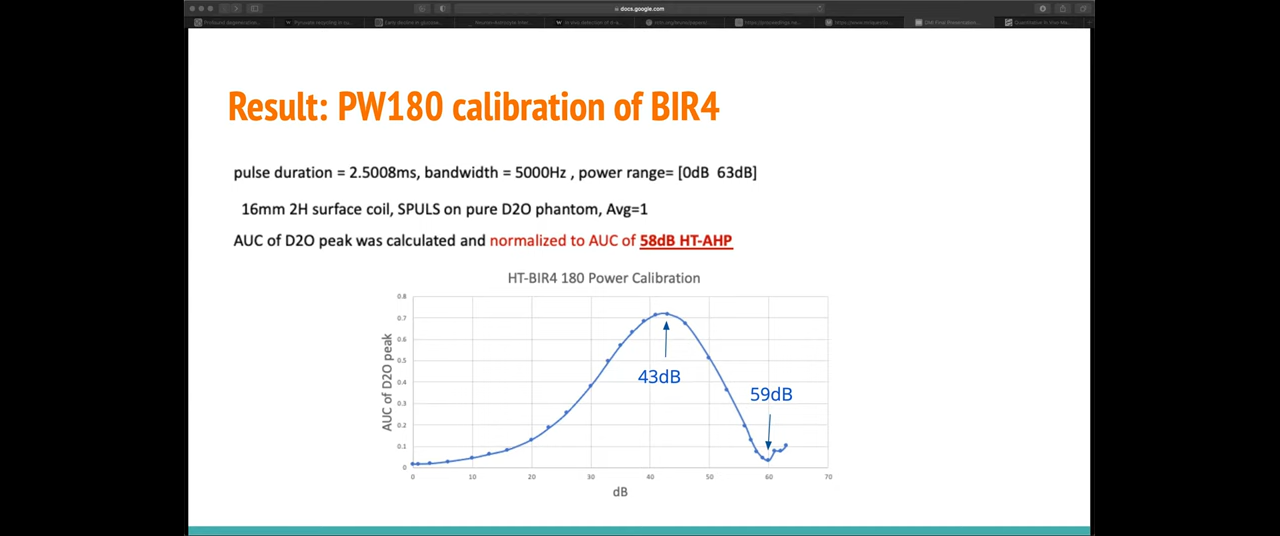 docs.google.com
Early decline in glucose...
Result: PW180 calibration of BIR4
pulse duration = 2.5008ms, bandwidth = 5000Hz , power range= [0dB 63dB]
16mm 2H surface coil, SPULS on pure D2O phantom, Avg=1
AUC of D2O peak was calculated and normalized to AUC of 58dB HT-AHP
HT-BIR4 180 Power Calibration
0.8
0.7
0.6
0.5
0.4
0.3
0.2
0.1
0
AUC of D2O peak
43dB
59dB
0 10 20 30 40 50 60 70
dB